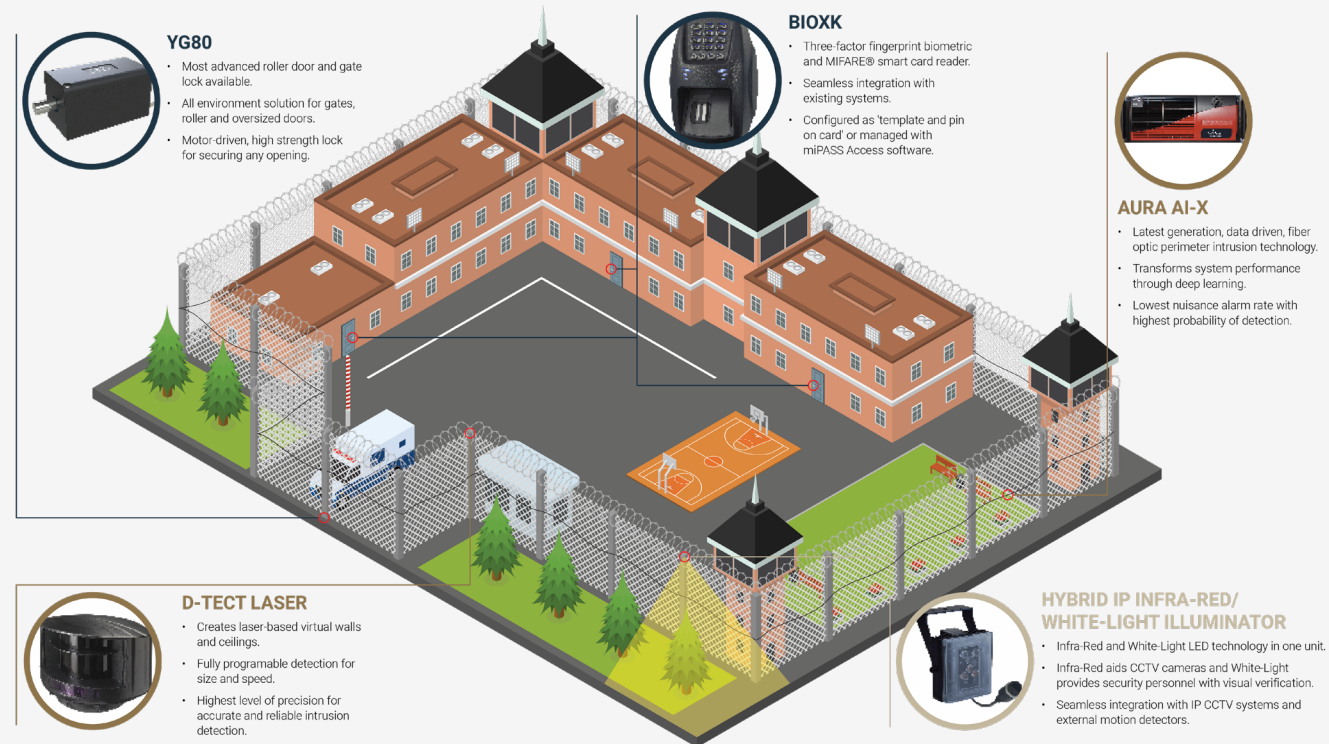 YG80
• Most advanced roller door and gate
lock available.
• All environment solution for gates,
roller and oversized doors.
• Motor-driven, high strength lock
for securing any opening.
BIOXK
• Three-factor fingerprint biometric
and MIFARE® smart card reader.
• Seamless integration with
existing systems.
• Configured as 'template and pin
on card' or managed with
miPASS Access software.
AURA AI-X
• Latest generation, data driven, fiber
optic perimeter intrusion technology.
• Transforms system performance
through deep learning.
• Lowest nuisance alarm rate with
highest probability of detection.
D-TECT LASER
• Creates laser-based virtual walls
and ceilings.
• Fully programable detection for
size and speed.
• Highest level of precision for
accurate and reliable intrusion
detection.
HYBRID IP INFRA-RED/
WHITE-LIGHT ILLUMINATOR
• Infra-Red and White-Light LED technology in one unit.
• Infra-Red aids CCTV cameras and White-Light
provides security personnel with visual verification.
• Seamless integration with IP CCTV systems and
external motion detectors.